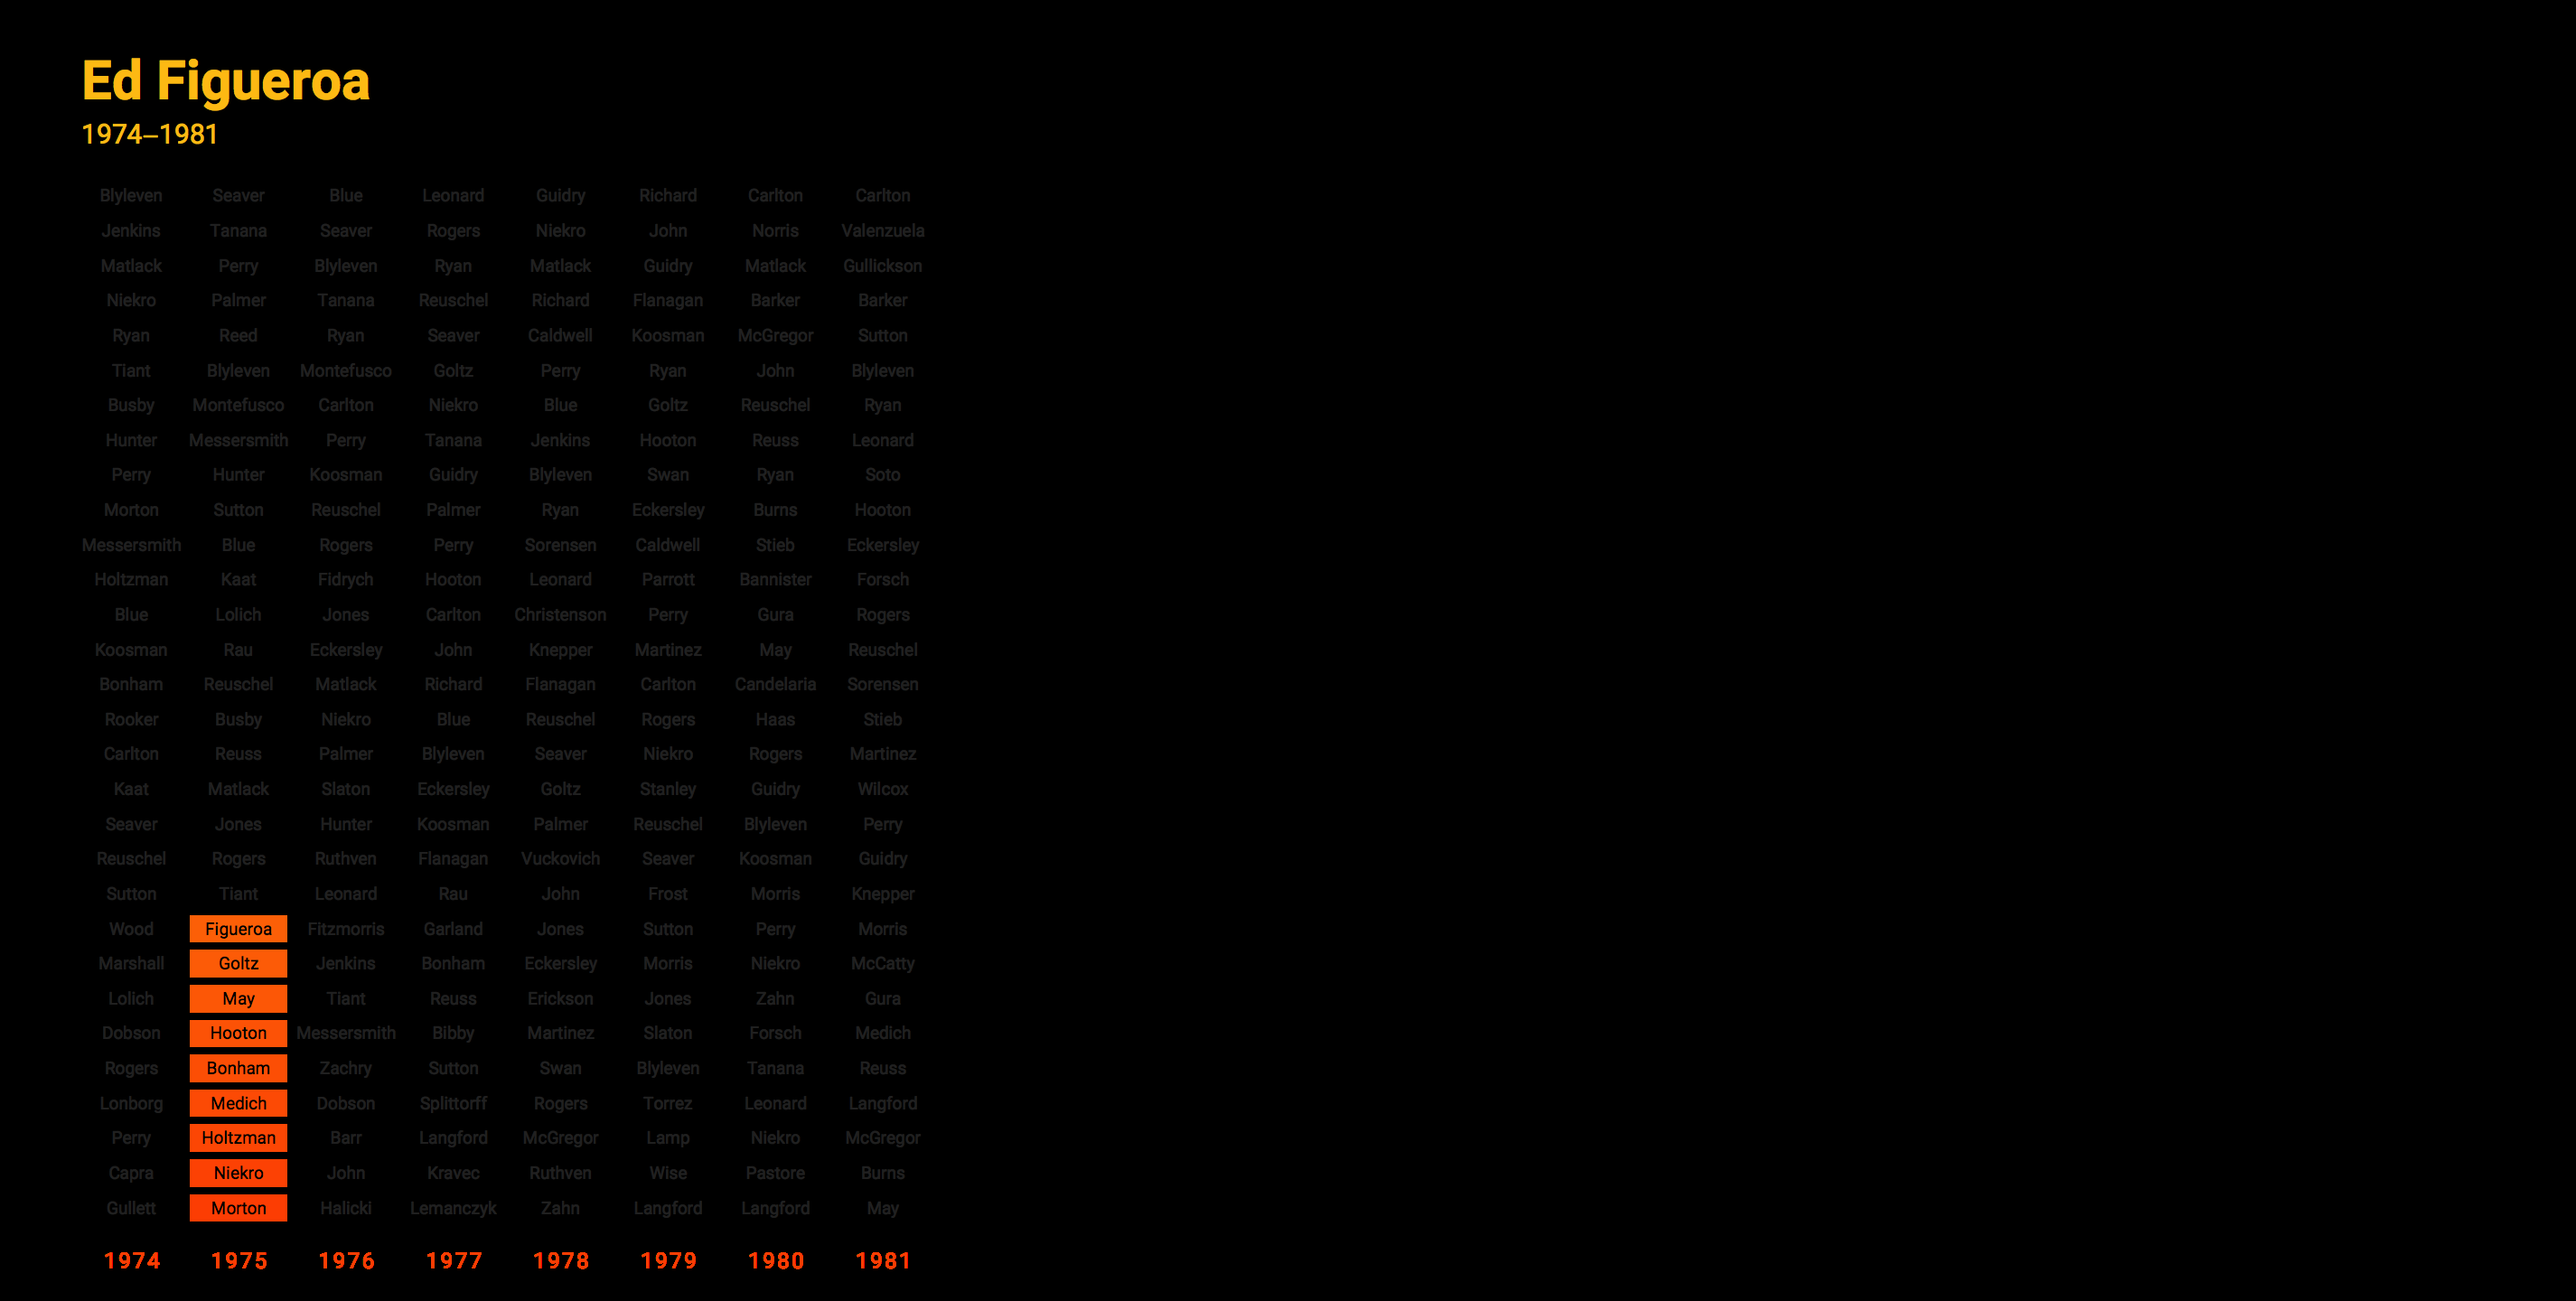 Ed Figueroa
1974–1981
Blyleven Seaver Blue Leonard Guidry Richard Carlton Carlton
Jenkins Tanana Seaver Rogers Niekro John Norris Valenzuela
Matlack Perry Blyleven Ryan Matlack Guidry Matlack Gullickson
Niekro Palmer Tanana Reuschel Richard Flanagan Barker Barker
Ryan Reed Ryan Seaver Caldwell Koosman McGregor Sutton
Tiant Blyleven Montefusco Goltz Perry Ryan John Blyleven
Busby Montefusco Carlton Niekro Blue Goltz Reuschel Ryan
Hunter Messersmith Perry Tanana Jenkins Hooton Reuss Leonard
Perry Hunter Koosman Guidry Blyleven Swan Ryan Soto
Morton Sutton Reuschel Palmer Ryan Eckersley Burns Hooton
Messersmith Blue Rogers Perry Sorensen Caldwell Stieb Eckersley
Holtzman Kaat Fidrych Hooton Leonard Parrott Bannister Forsch
Blue Lolich Jones Carlton Christenson Perry Gura Rogers
Koosman Rau Eckersley John Knepper Martinez May Reuschel
Bonham Reuschel Matlack Richard Flanagan Carlton Candelaria Sorensen
Rooker Busby Niekro Blue Reuschel Rogers Haas Stieb
Carlton Reuss Palmer Blyleven Seaver Niekro Rogers Martinez
Kaat Matlack Slaton Eckersley Goltz Stanley Guidry Wilcox
Seaver Jones Hunter Koosman Palmer Reuschel Blyleven Perry
Reuschel Rogers Ruthven Flanagan Vuckovich Seaver Koosman Guidry
Sutton Tiant Leonard Rau John Frost Morris Knepper
Wood Figueroa Fitzmorris Garland Jones Sutton Perry Morris
Marshall Goltz Jenkins Bonham Eckersley Morris Niekro McCatty
Lolich May Tiant Reuss Erickson Jones Zahn Gura
Dobson Hooton Messersmith Bibby Martinez Slaton Forsch Medich
Rogers Bonham Zachry Sutton Swan Blyleven Tanana Reuss
Lonborg Medich Dobson Splittorff Rogers Torrez Leonard Langford
Perry Holtzman Barr Langford McGregor Lamp Niekro McGregor
Capra Niekro John Kravec Ruthven Wise Pastore Burns
Gullett Morton Halicki Lemanczyk Zahn Langford Langford May
1974 1975 1976 1977 1978 1979 1980 1981